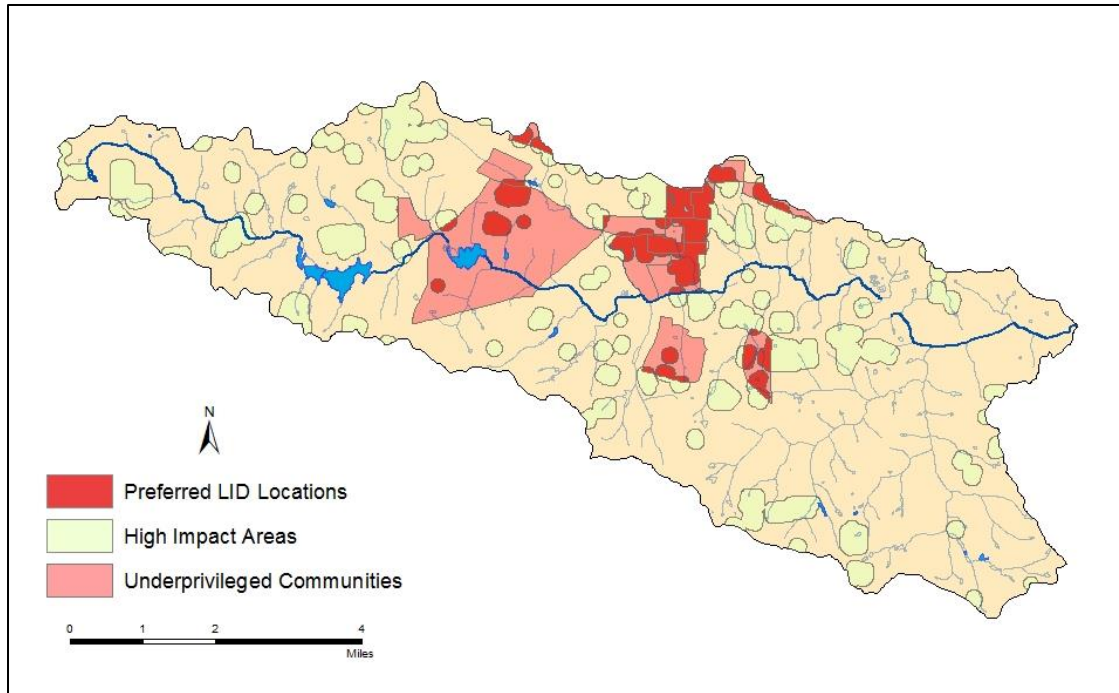 N
Preferred LID Locations
High Impact Areas
Underprivileged Communities
0 1 2 4
Miles